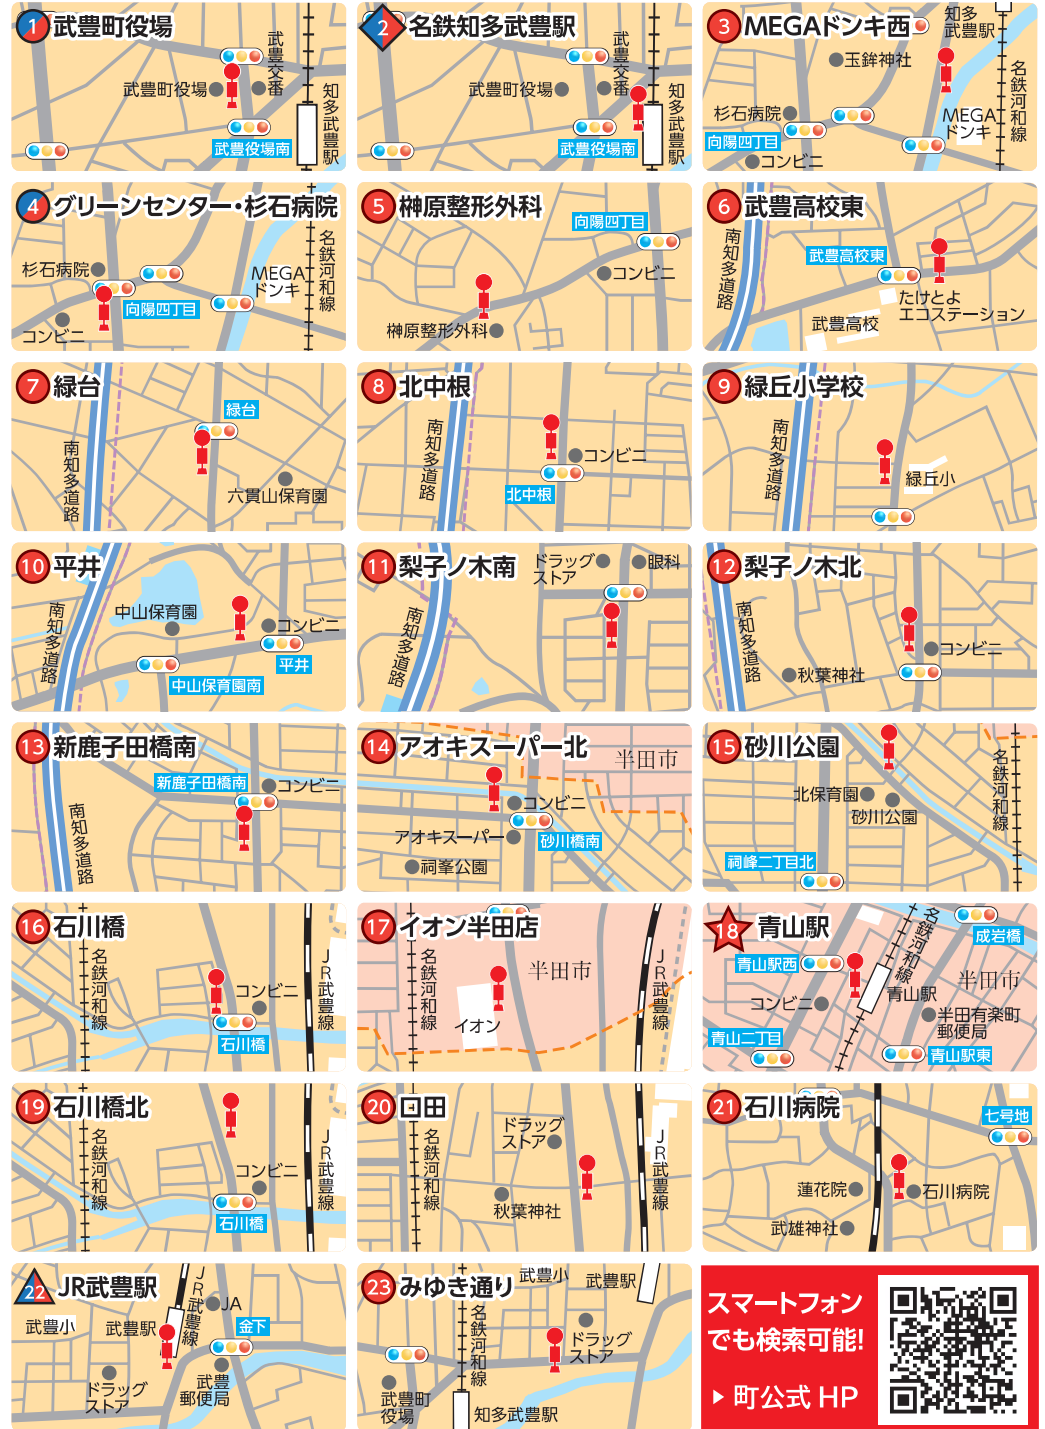 1 武豊町役場
武豊交番
武豊町役場
知多武豊駅
武豊役場南
2 名鉄知多武豊駅
武豊交番
武豊町役場
知多武豊駅
武豊役場南
3 MEGAドンキ西
知多
武豊駅
玉鉾神社
名鉄河和線
杉石病院
MEGA
ドンキ
向陽四丁目
コンビニ
4 グリーンセンター・杉石病院
名鉄河和線
杉石病院
MEGA
ドンキ
向陽四丁目
コンビニ
5 榊原整形外科
向陽四丁目
コンビニ
榊原整形外科
6 武豊高校東
南知多道路
武豊高校東
たけとよ
エコステーション
武豊高校
7 緑台
緑台
南知多道路
六貫山保育園
8 北中根
南知多道路
コンビニ
北中根
9 緑丘小学校
南知多道路
緑丘小
10 平井
南知多道路
中山保育園
コンビニ
平井
中山保育園南
11 梨子ノ木南
ドラッグ
ストア
眼科
南知多道路
12 梨子ノ木北
南知多道路
コンビニ
秋葉神社
13 新鹿子田橋南
新鹿子田橋南
コンビニ
南知多道路
14 アオキスーパー北
半田市
コンビニ
アオキスーパー
砂川橋南
祠峯公園
15 砂川公園
名鉄河和線
北保育園
砂川公園
祠峰二丁目北
16 石川橋
名鉄河和線
コンビニ
JR武豊線
石川橋
17 イオン半田店
名鉄河和線
半田市
JR武豊線
イオン
18 青山駅
名鉄河和線
成岩橋
青山駅西
半田市
青山駅
コンビニ
半田有楽町
郵便局
青山二丁目
青山駅東
19 石川橋北
名鉄河和線
JR武豊線
コンビニ
石川橋
20 口田
名鉄河和線
ドラッグ
ストア
JR武豊線
秋葉神社
21 石川病院
七号地
蓮花院
石川病院
武雄神社
22 JR武豊駅
JR武豊線
JA
武豊小
武豊駅
金下
ドラッグ
ストア
武豊
郵便局
23 みゆき通り
武豊小
武豊駅
名鉄河和線
ドラッグ
ストア
武豊町
役場
知多武豊駅
スマートフォン
でも検索可能!
町公式 HP